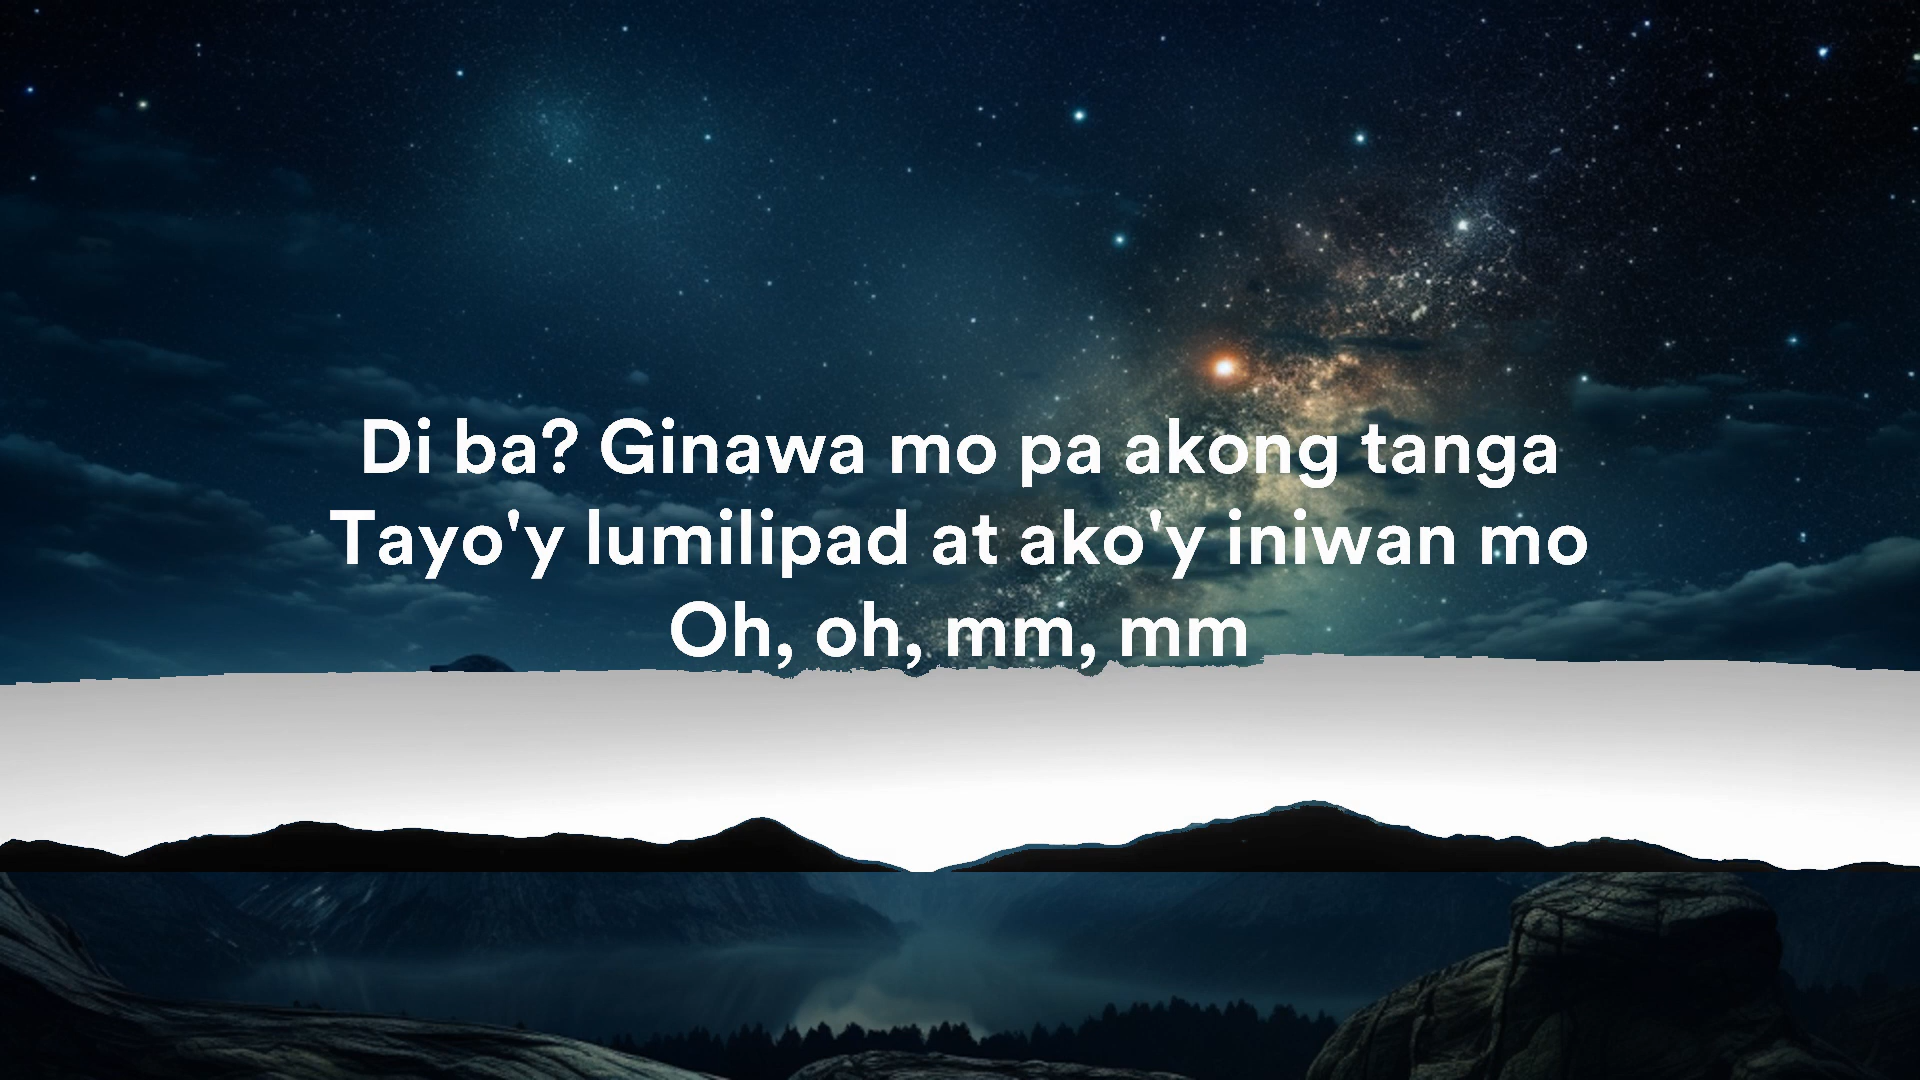 Di ba? Ginawa mo pa akong tanga
Tayo'y lumilipad at ako'y iniwan mo
Oh, oh, mm, mm